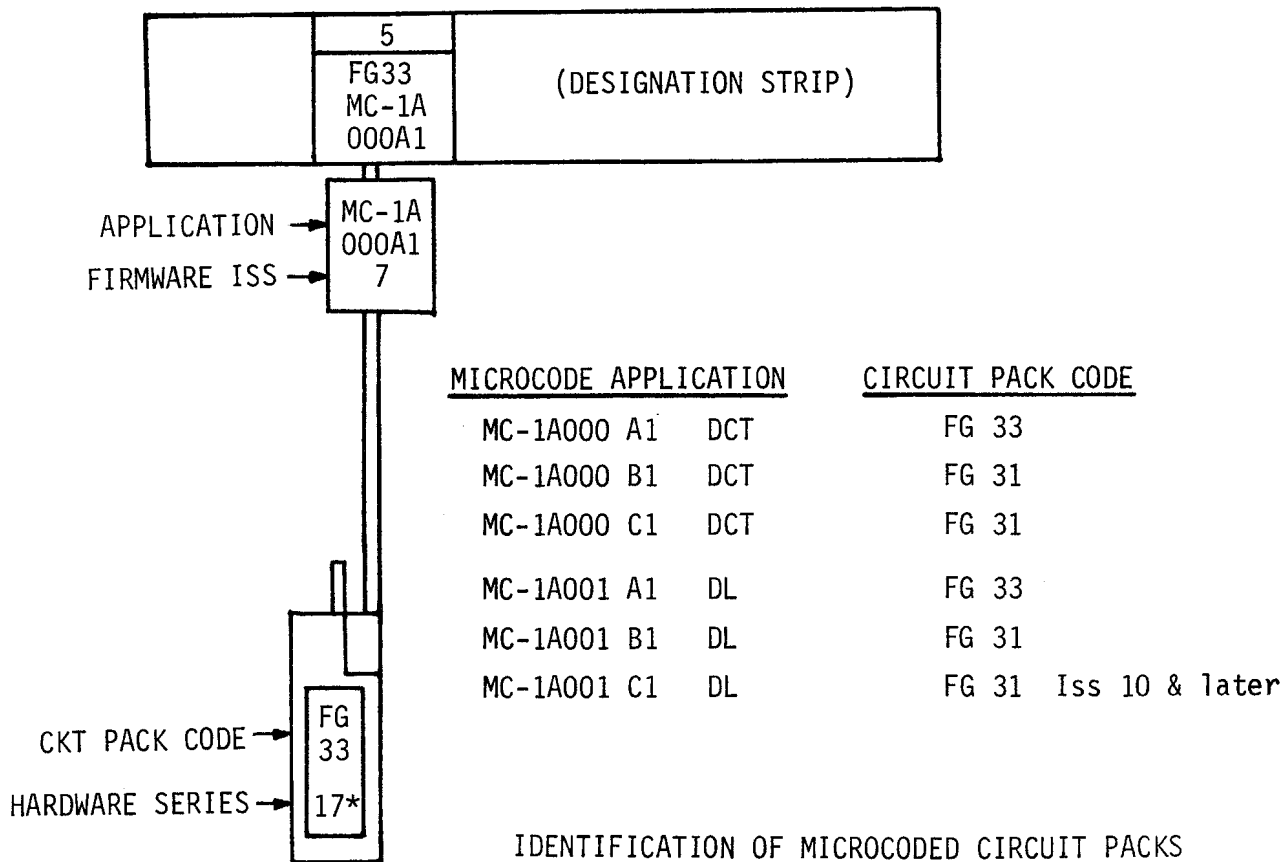 5
FG33
MC-1A
000A1
(DESIGNATION STRIP)
APPLICATION
FIRMWARE ISS
MC-1A
000A1
7
MICROCODE APPLICATION CIRCUIT PACK CODE
MC-1A000 A1 DCT FG 33
MC-1A000 B1 DCT FG 31
MC-1A000 C1 DCT FG 31
MC-1A001 A1 DL FG 33
MC-1A001 B1 DL FG 31
MC-1A001 C1 DL FG 31 Iss 10 & later
CKT PACK CODE
HARDWARE SERIES
FG
33
17*
IDENTIFICATION OF MICROCODED CIRCUIT PACKS